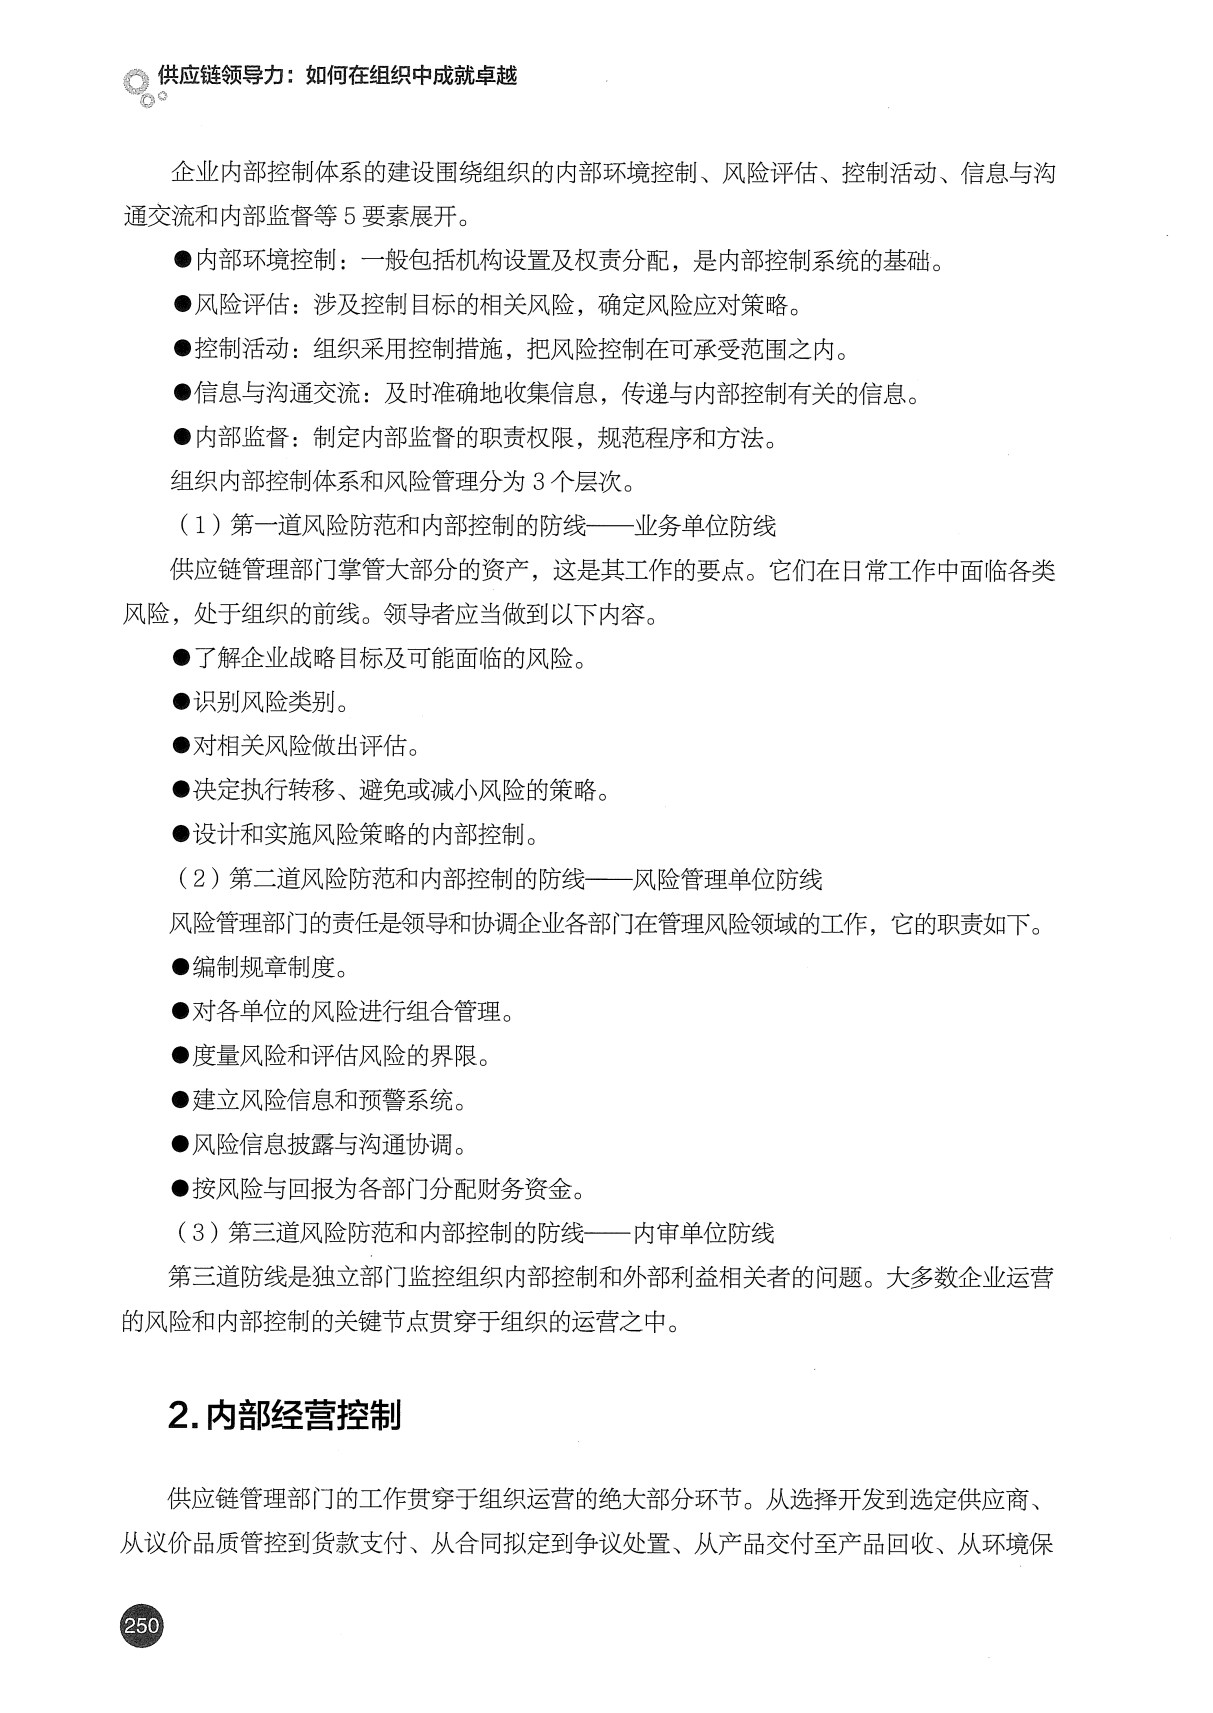 供应链领导力：如何在组织中成就卓越
企业内部控制体系的建设围绕组织的内部环境控制、风险评估、控制活动、信息与沟
通交流和内部监督等 5 要素展开。
●内部环境控制：一般包括机构设置及权责分配，是内部控制系统的基础。
●风险评估：涉及控制目标的相关风险，确定风险应对策略。
●控制活动：组织采用控制措施，把风险控制在可承受范围之内。
●信息与沟通交流：及时准确地收集信息，传递与内部控制有关的信息。
●内部监督：制定内部监督的职责权限，规范程序和方法。
组织内部控制体系和风险管理分为 3 个层次。
（1）第一道风险防范和内部控制的防线——业务单位防线
供应链管理部门掌管大部分的资产，这是其工作的要点。它们在日常工作中面临各类
风险，处于组织的前线。领导者应当做到以下内容。
●了解企业战略目标及可能面临的风险。
●识别风险类别。
●对相关风险做出评估。
●决定执行转移、避免或减小风险的策略。
●设计和实施风险策略的内部控制。
（2）第二道风险防范和内部控制的防线——风险管理单位防线
风险管理部门的责任是领导和协调企业各部门在管理风险领域的工作，它的职责如下。
●编制规章制度。
●对各单位的风险进行组合管理。
●度量风险和评估风险的界限。
●建立风险信息和预警系统。
●风险信息披露与沟通协调。
●按风险与回报为各部门分配财务资金。
（3）第三道风险防范和内部控制的防线——内审单位防线
第三道防线是独立部门监控组织内部控制和外部利益相关者的问题。大多数企业运营
的风险和内部控制的关键节点贯穿于组织的运营之中。
2. 内部经营控制
供应链管理部门的工作贯穿于组织运营的绝大部分环节。从选择开发到选定供应商、
从议价品质管控到货款支付、从合同拟定到争议处置、从产品交付至产品回收、从环境保
250